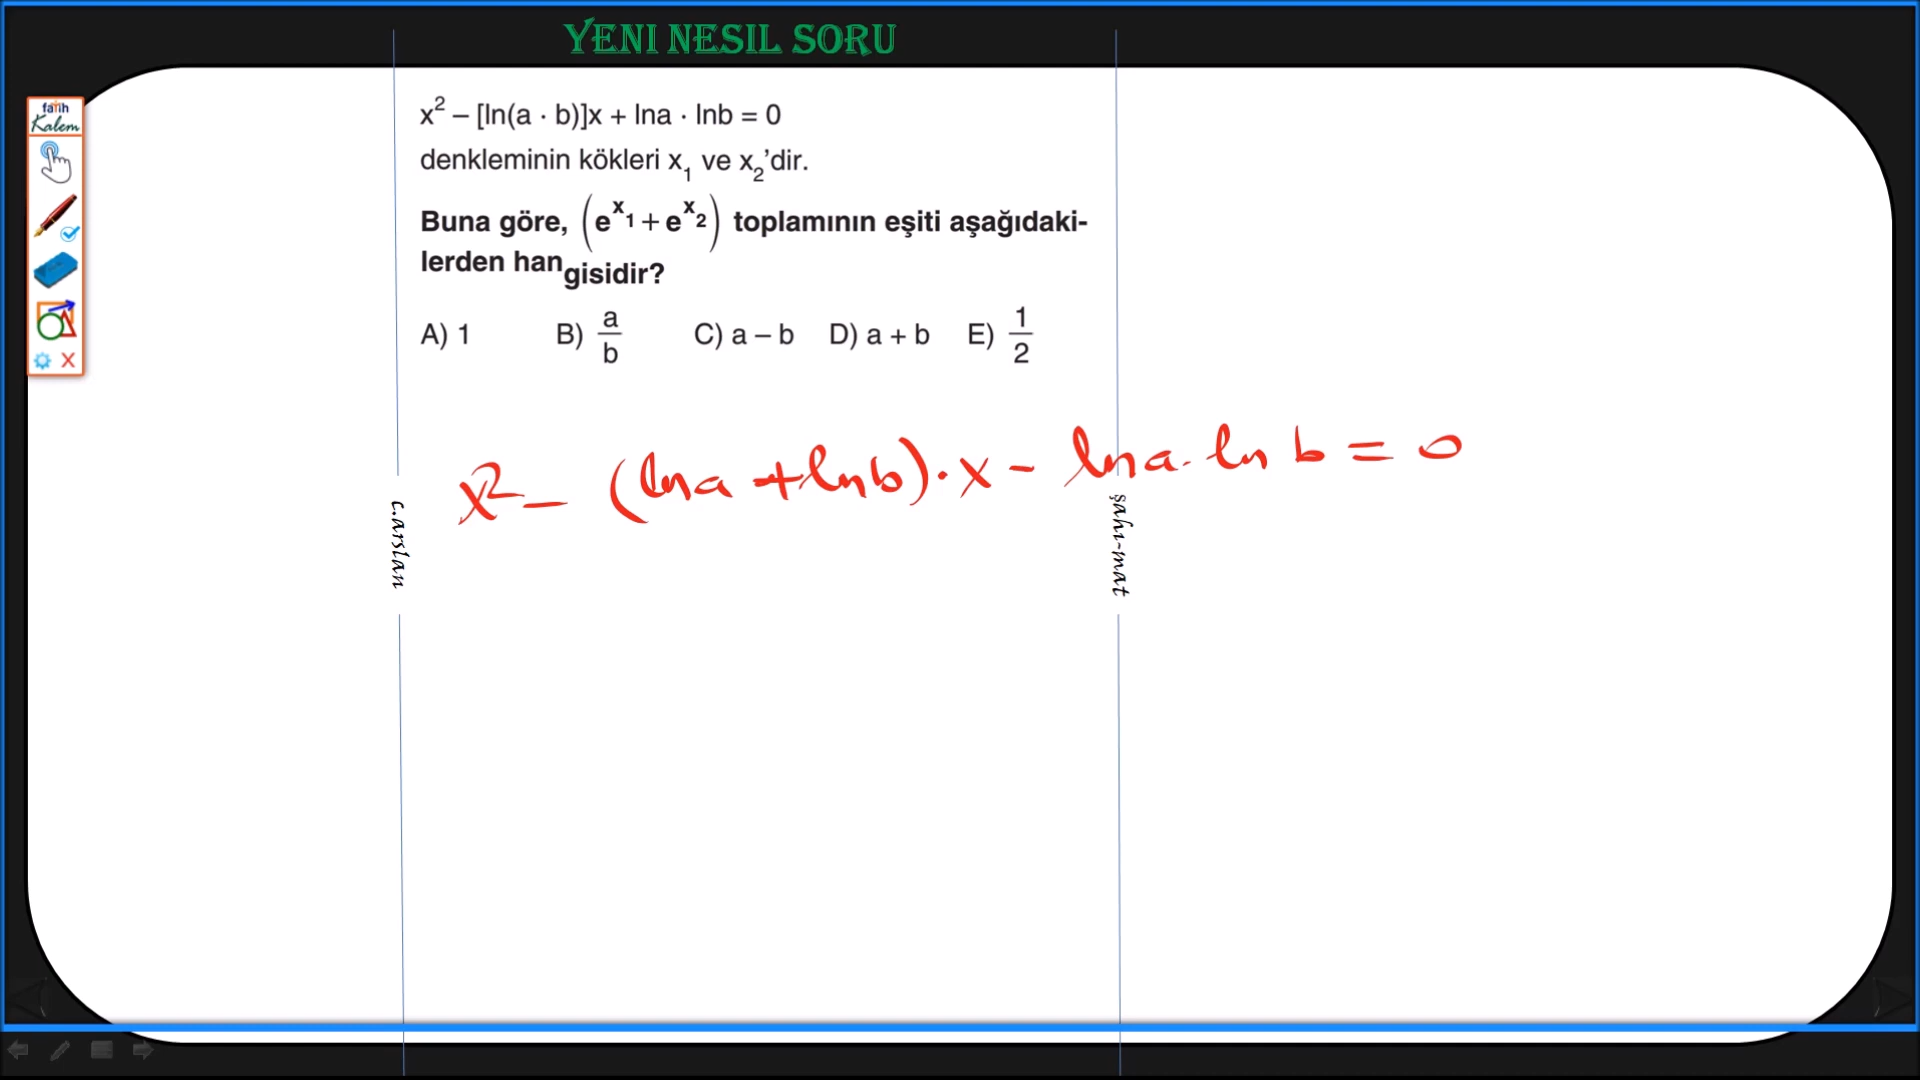 YENI NESIL SORU
fatih
Kalem
x² – [ln(a · b)]x + lna · lnb = 0
denkleminin kökleri x₁ ve x₂’dir.
Buna göre, (e^x₁ + e^x₂) toplamının eşiti aşağıdaki-
lerden hangisidir?
A) 1 B) a/b C) a – b D) a + b E) 1/2
x² – (lna + lnb) · x – lna · ln b = 0
c.arslan
şahı-mat